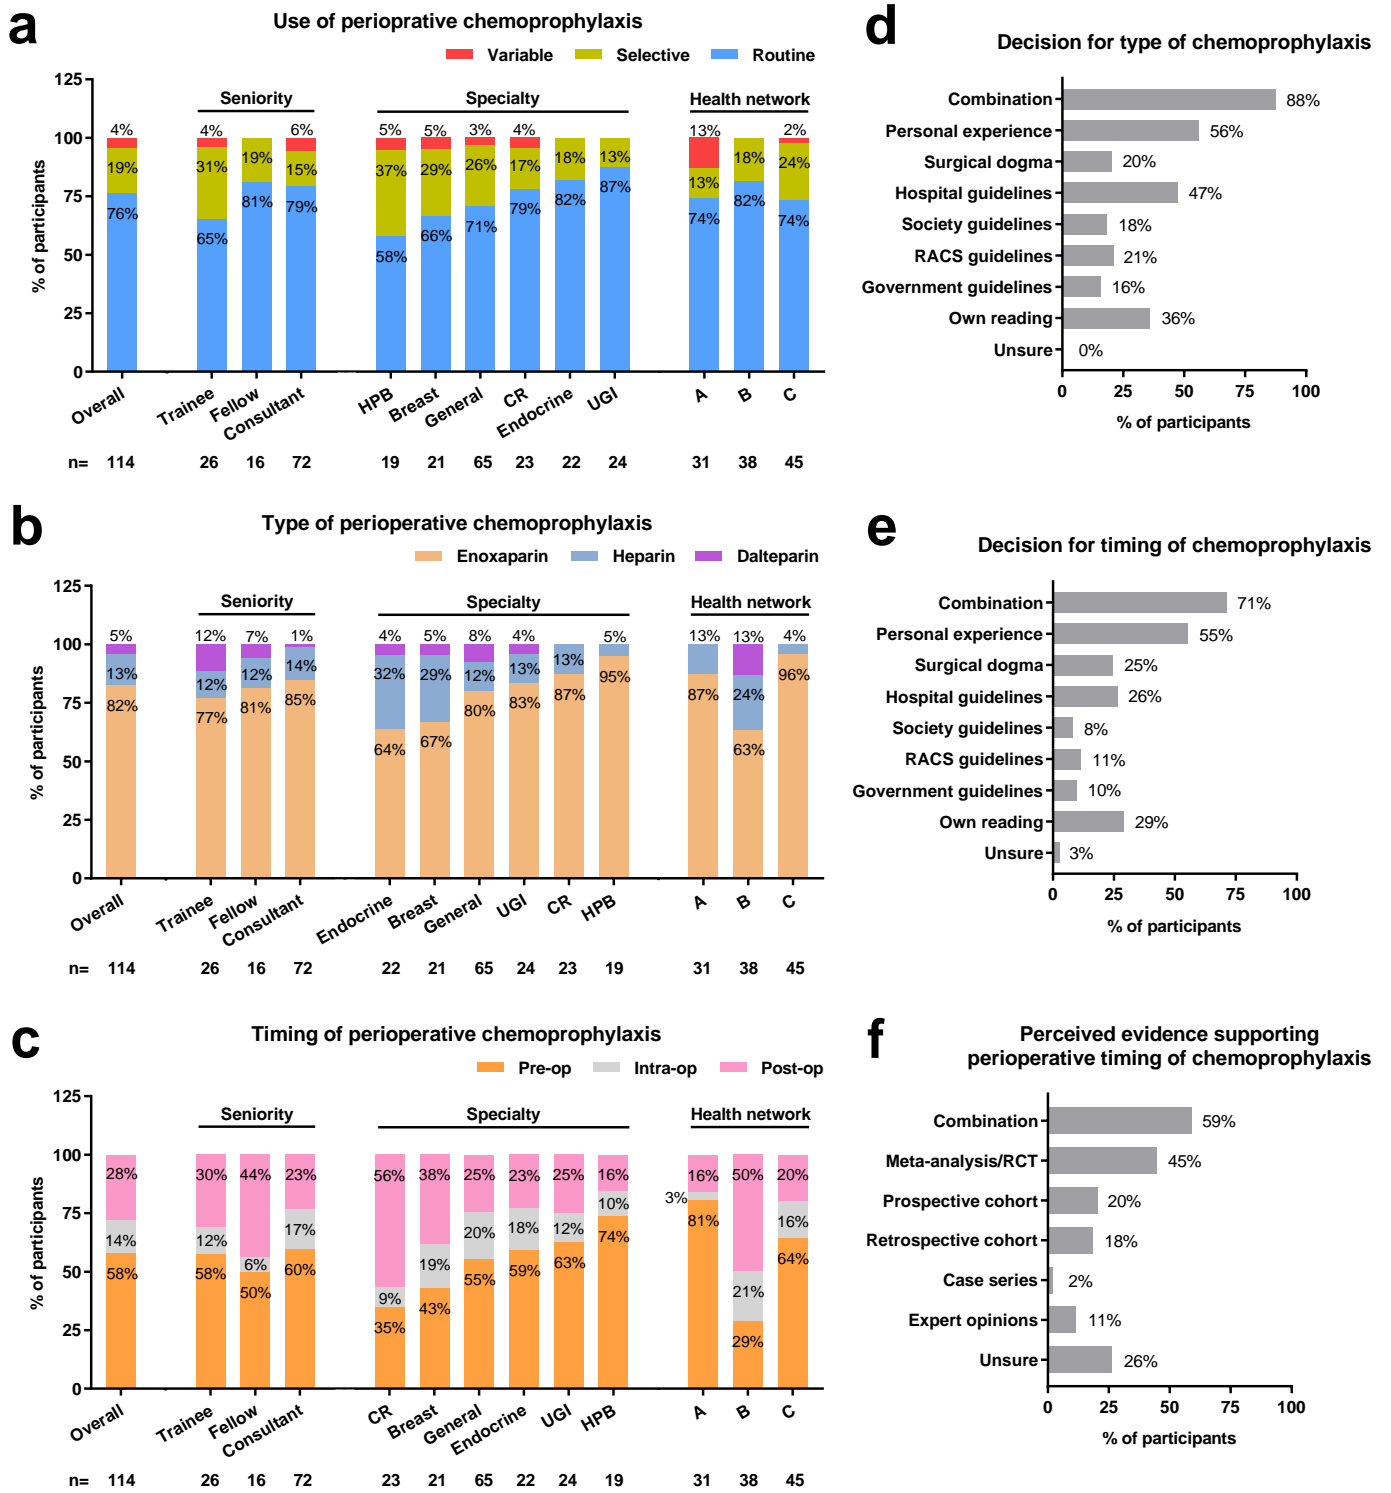 a
Use of perioprative chemoprophylaxis
Variable Selective Routine
Seniority Specialty Health network
% of participants
125
100
75
50
25
0
4% 4% 6% 5% 5% 3% 4% 13% 2%
19% 31% 19% 15% 37% 29% 26% 17% 18% 13% 13% 18% 24%
76% 65% 81% 79% 58% 66% 71% 79% 82% 87% 74% 82% 74%
Overall Trainee Fellow Consultant HPB Breast General CR Endocrine UGI A B C
n= 114 26 16 72 19 21 65 23 22 24 31 38 45
d
Decision for type of chemoprophylaxis
Combination 88%
Personal experience 56%
Surgical dogma 20%
Hospital guidelines 47%
Society guidelines 18%
RACS guidelines 21%
Government guidelines 16%
Own reading 36%
Unsure 0%
0 25 50 75 100
% of participants
b
Type of perioperative chemoprophylaxis
Enoxaparin Heparin Dalteparin
Seniority Specialty Health network
% of participants
125
100
75
50
25
0
5% 12% 7% 1% 4% 5% 8% 4% 5% 13% 13% 4%
13% 12% 12% 14% 32% 29% 12% 13% 13% 24%
82% 77% 81% 85% 64% 67% 80% 83% 87% 95% 87% 63% 96%
Overall Trainee Fellow Consultant Endocrine Breast General UGI CR HPB A B C
n= 114 26 16 72 22 21 65 24 23 19 31 38 45
e
Decision for timing of chemoprophylaxis
Combination 71%
Personal experience 55%
Surgical dogma 25%
Hospital guidelines 26%
Society guidelines 8%
RACS guidelines 11%
Government guidelines 10%
Own reading 29%
Unsure 3%
0 25 50 75 100
% of participants
c
Timing of perioperative chemoprophylaxis
Pre-op Intra-op Post-op
Seniority Specialty Health network
% of participants
125
100
75
50
25
0
28% 30% 44% 23% 56% 38% 25% 23% 25% 16% 16% 50% 20%
14% 12% 6% 17% 9% 19% 20% 18% 12% 10% 3% 21% 16%
58% 58% 50% 60% 35% 43% 55% 59% 63% 74% 81% 29% 64%
Overall Trainee Fellow Consultant CR Breast General Endocrine UGI HPB A B C
n= 114 26 16 72 23 21 65 22 24 19 31 38 45
f
Perceived evidence supporting
perioperative timing of chemoprophylaxis
Combination 59%
Meta-analysis/RCT 45%
Prospective cohort 20%
Retrospective cohort 18%
Case series 2%
Expert opinions 11%
Unsure 26%
0 25 50 75 100
% of participants